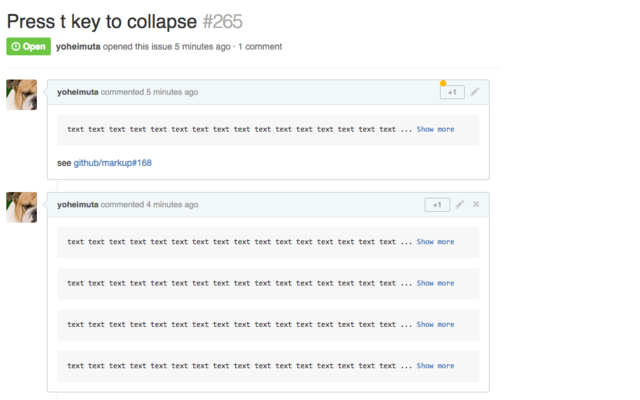 Press t key to collapse #265
Open yoheimuta opened this issue 5 minutes ago · 1 comment
yoheimuta commented 5 minutes ago +1
text text text text text text text text text text text text text text text text ... Show more
see github/markup#168
yoheimuta commented 4 minutes ago +1
text text text text text text text text text text text text text text text text ... Show more
text text text text text text text text text text text text text text text text ... Show more
text text text text text text text text text text text text text text text text ... Show more
text text text text text text text text text text text text text text text text ... Show more